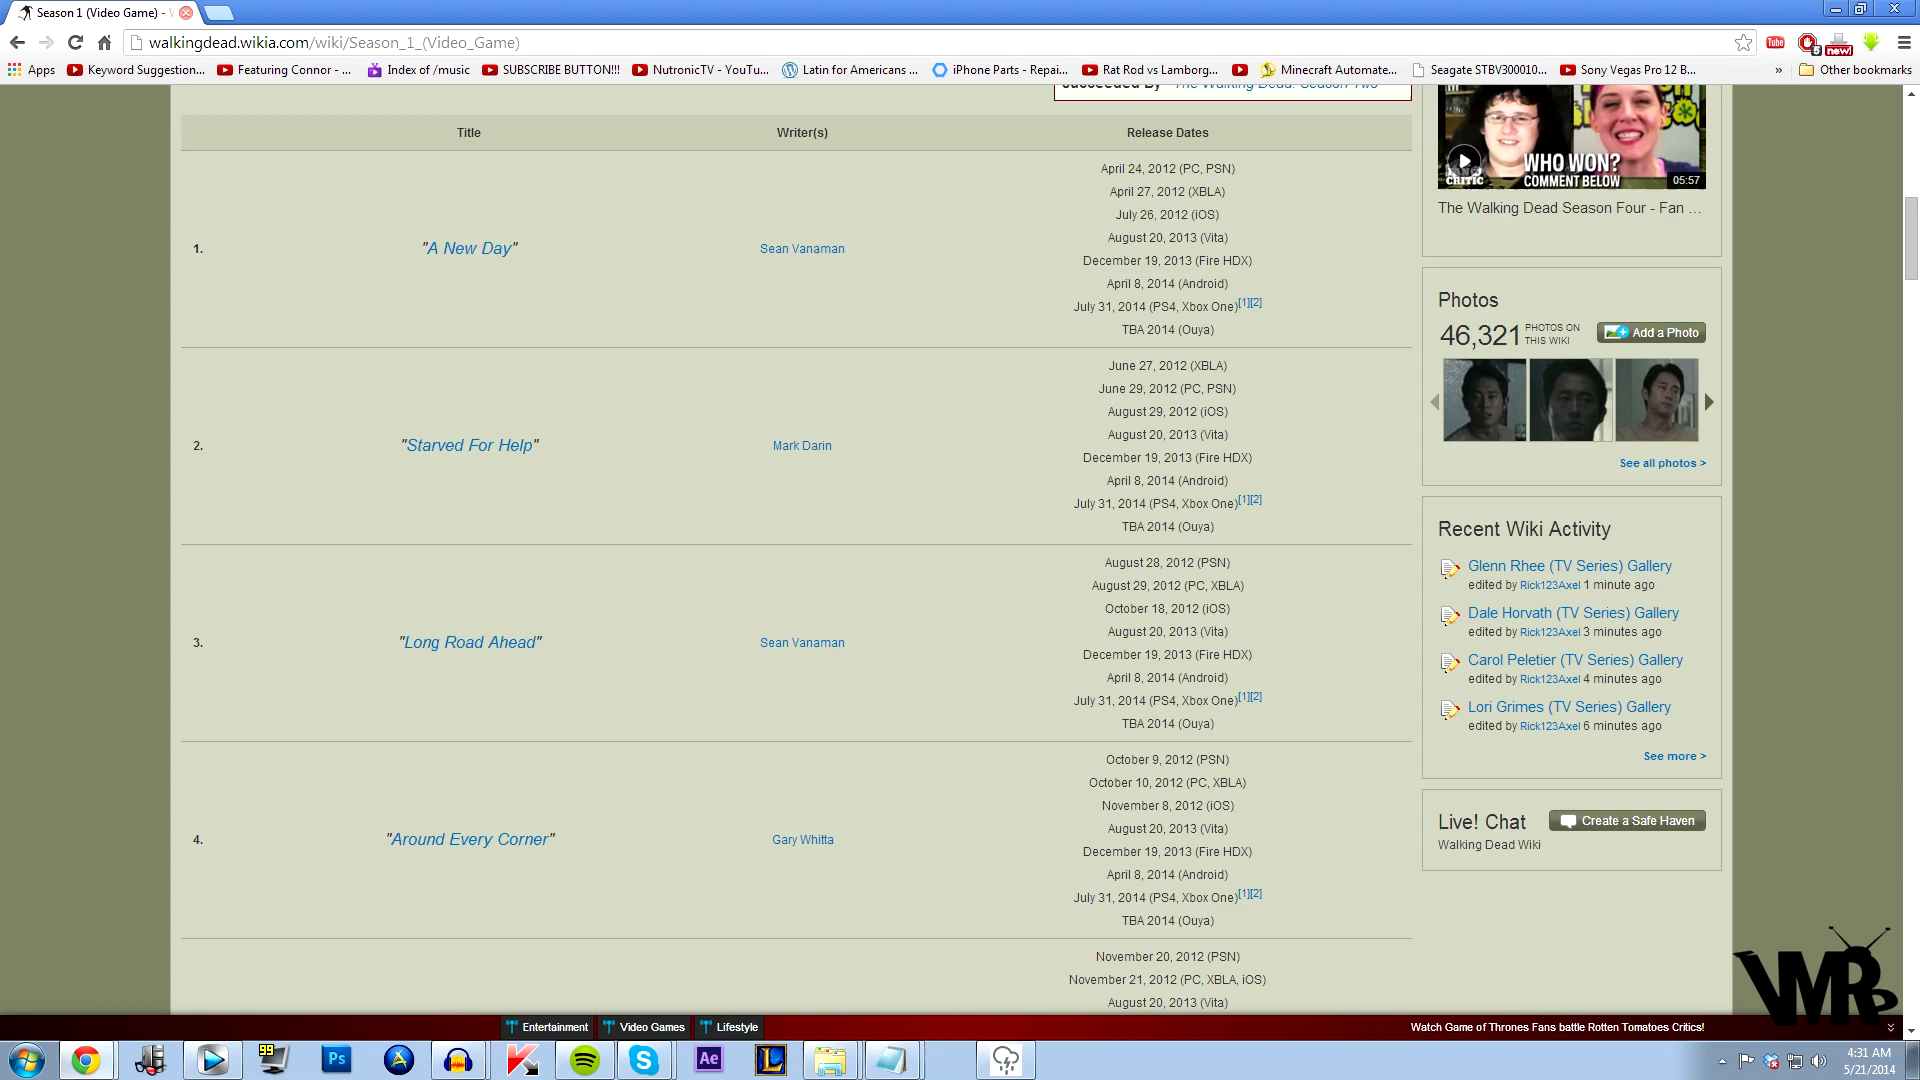 Season 1 (Video Game) -
walkingdead.wikia.com/wiki/Season_1_(Video_Game)
Apps
Keyword Suggestion...
Featuring Connor - ...
Index of /music
SUBSCRIBE BUTTON!!!
NutronicTV - YouTu...
Latin for Americans ...
iPhone Parts - Repai...
Rat Rod vs Lamborg...
Minecraft Automate...
Seagate STBV300010...
Sony Vegas Pro 12 B...
»
Other bookmarks
Succeeded By The Walking Dead: Season Two
Title Writer(s) Release Dates
1. "A New Day" Sean Vanaman
April 24, 2012 (PC, PSN)
April 27, 2012 (XBLA)
July 26, 2012 (iOS)
August 20, 2013 (Vita)
December 19, 2013 (Fire HDX)
April 8, 2014 (Android)
July 31, 2014 (PS4, Xbox One)[1][2]
TBA 2014 (Ouya)
2. "Starved For Help" Mark Darin
June 27, 2012 (XBLA)
June 29, 2012 (PC, PSN)
August 29, 2012 (iOS)
August 20, 2013 (Vita)
December 19, 2013 (Fire HDX)
April 8, 2014 (Android)
July 31, 2014 (PS4, Xbox One)[1][2]
TBA 2014 (Ouya)
3. "Long Road Ahead" Sean Vanaman
August 28, 2012 (PSN)
August 29, 2012 (PC, XBLA)
October 18, 2012 (iOS)
August 20, 2013 (Vita)
December 19, 2013 (Fire HDX)
April 8, 2014 (Android)
July 31, 2014 (PS4, Xbox One)[1][2]
TBA 2014 (Ouya)
4. "Around Every Corner" Gary Whitta
October 9, 2012 (PSN)
October 10, 2012 (PC, XBLA)
November 8, 2012 (iOS)
August 20, 2013 (Vita)
December 19, 2013 (Fire HDX)
April 8, 2014 (Android)
July 31, 2014 (PS4, Xbox One)[1][2]
TBA 2014 (Ouya)
November 20, 2012 (PSN)
November 21, 2012 (PC, XBLA, iOS)
August 20, 2013 (Vita)
WHO WON?
COMMENT BELOW
CRITIC
05:57
The Walking Dead Season Four - Fan ...
Photos
46,321 PHOTOS ON THIS WIKI
Add a Photo
See all photos >
Recent Wiki Activity
Glenn Rhee (TV Series) Gallery
edited by Rick123Axel 1 minute ago
Dale Horvath (TV Series) Gallery
edited by Rick123Axel 3 minutes ago
Carol Peletier (TV Series) Gallery
edited by Rick123Axel 4 minutes ago
Lori Grimes (TV Series) Gallery
edited by Rick123Axel 6 minutes ago
See more >
Live! Chat
Create a Safe Haven
Walking Dead Wiki
Entertainment
Video Games
Lifestyle
Watch Game of Thrones Fans battle Rotten Tomatoes Critics!
99
Ps
Ae
4:31 AM
5/21/2014